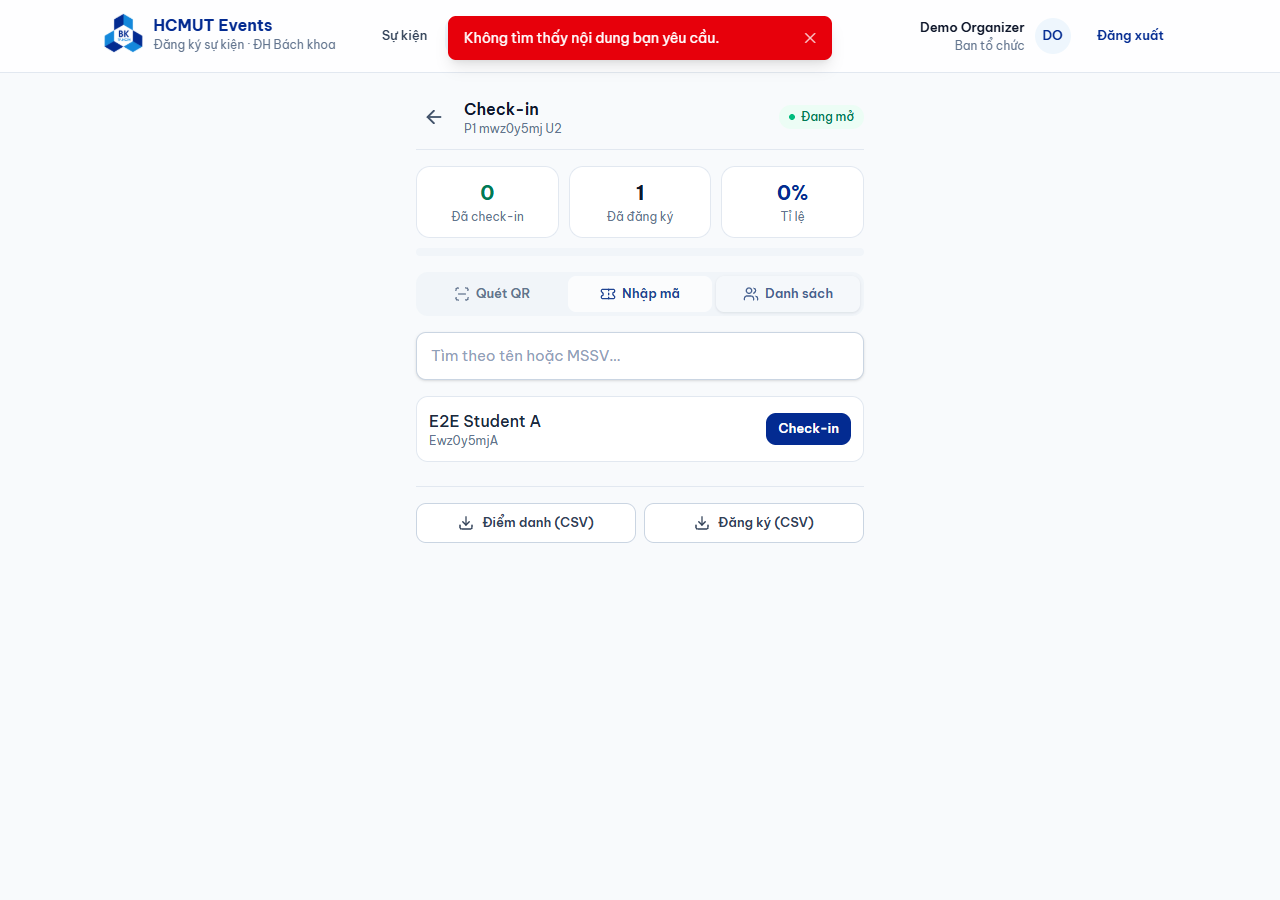 BK
TP.HCM
HCMUT Events
Đăng ký sự kiện · ĐH Bách khoa
Sự kiện
Không tìm thấy nội dung bạn yêu cầu.
Demo Organizer
Ban tổ chức
DO
Đăng xuất
Check-in
P1 mwz0y5mj U2
Đang mở
0
Đã check-in
1
Đã đăng ký
0%
Tỉ lệ
Quét QR
Nhập mã
Danh sách
Tìm theo tên hoặc MSSV...
E2E Student A
Ewz0y5mjA
Check-in
Điểm danh (CSV)
Đăng ký (CSV)